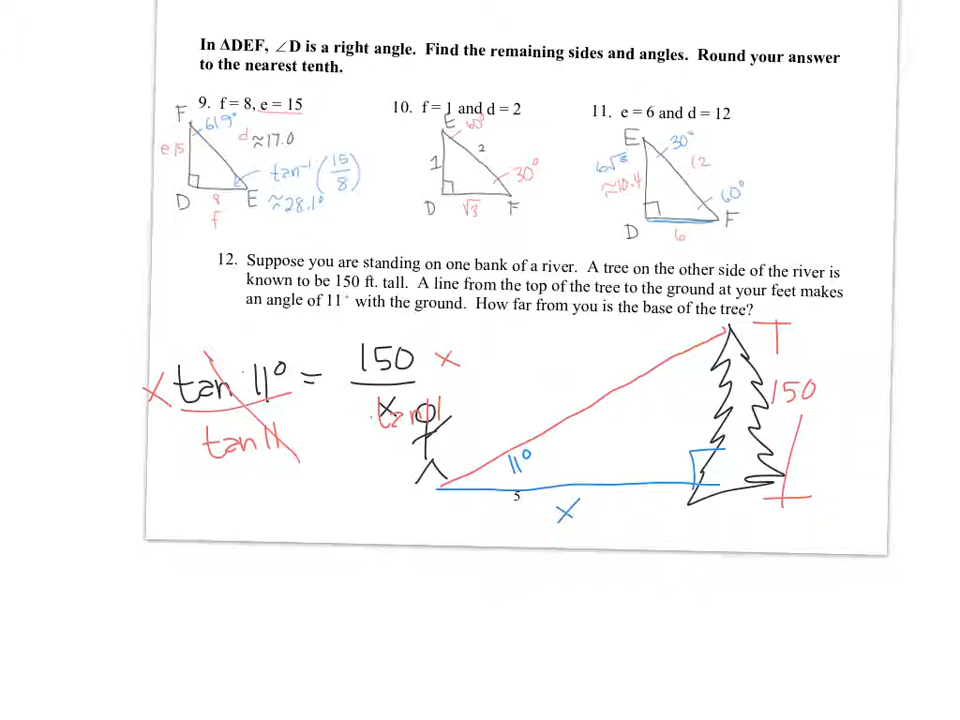 In ΔDEF, ∠D is a right angle. Find the remaining sides and angles. Round your answer
to the nearest tenth.
9. f = 8, e = 15
10. f = 1 and d = 2
11. e = 6 and d = 12
F 61.9° d ≈17.0
e 15 tan⁻¹ (15/8)
D 8 E ≈28.1°
f
E 60°
1 2
30°
D √3 F
E 30°
6√3 12
≈10.4 60°
D 6 F
12. Suppose you are standing on one bank of a river. A tree on the other side of the river is
known to be 150 ft. tall. A line from the top of the tree to the ground at your feet makes
an angle of 11° with the ground. How far from you is the base of the tree?
x tan 11° = 150 x
tan 11 x tan 11
150
11°
5
x